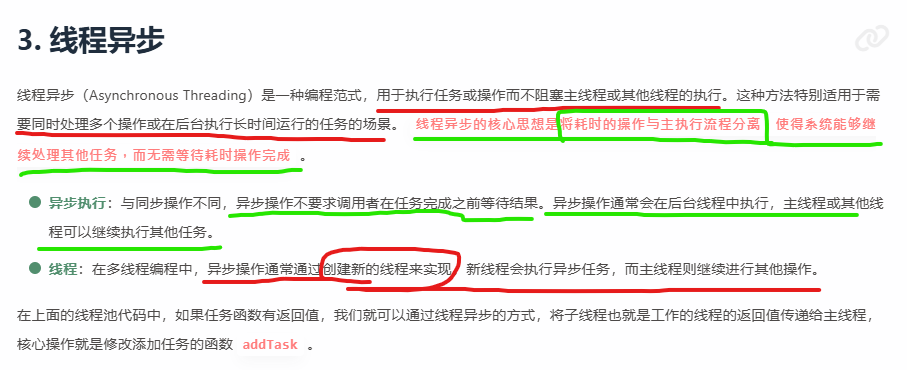 3. 线程异步
线程异步（Asynchronous Threading）是一种编程范式，用于执行任务或操作而不阻塞主线程或其他线程的执行。这种方法特别适用于需
要同时处理多个操作或在后台执行长时间运行的任务的场景。 线程异步的核心思想是将耗时的操作与主执行流程分离，使得系统能够继
续处理其他任务，而无需等待耗时操作完成 。
异步执行：与同步操作不同，异步操作不要求调用者在任务完成之前等待结果。异步操作通常会在后台线程中执行，主线程或其他线
程可以继续执行其他任务。
线程：在多线程编程中，异步操作通常通过创建新的线程来实现，新线程会执行异步任务，而主线程则继续进行其他操作。
在上面的线程池代码中，如果任务函数有返回值，我们就可以通过线程异步的方式，将子线程也就是工作的线程的返回值传递给主线程，
核心操作就是修改添加任务的函数 addTask 。